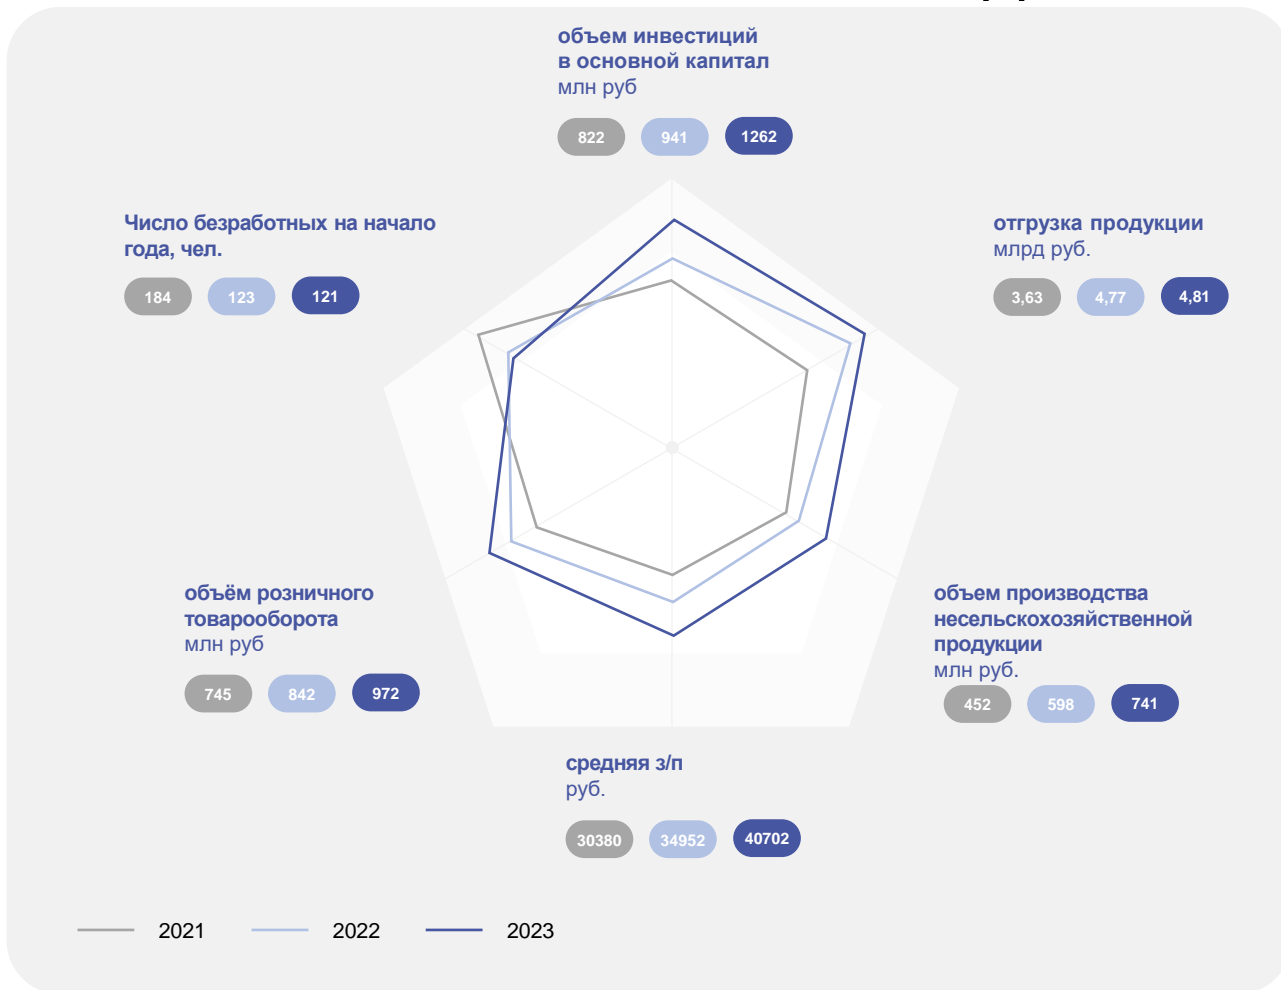 объем инвестиций
в основной капитал
млн руб
822 941 1262
Число безработных на начало
года, чел.
184 123 121
отгрузка продукции
млрд руб.
3,63 4,77 4,81
объём розничного
товарооборота
млн руб
745 842 972
объем производства
несельскохозяйственной
продукции
млн руб.
452 598 741
средняя з/п
руб.
30380 34952 40702
2021 2022 2023